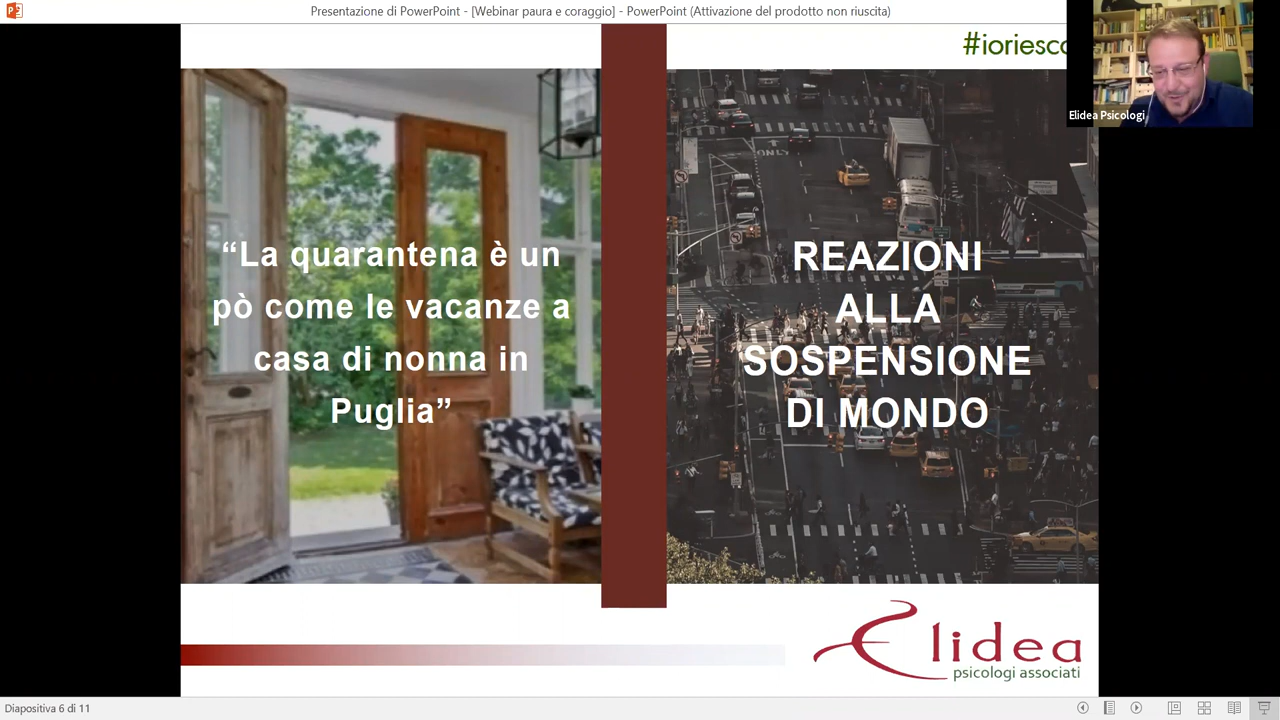 Presentazione di PowerPoint - [Webinar paura e coraggio] - PowerPoint (Attivazione del prodotto non riuscita)
#ioriesco
Elidea Psicologi
“La quarantena è un
pò come le vacanze a
casa di nonna in
Puglia”
REAZIONI
ALLA
SOSPENSIONE
DI MONDO
ONLY
Elidea
psicologi associati
Diapositiva 6 di 11